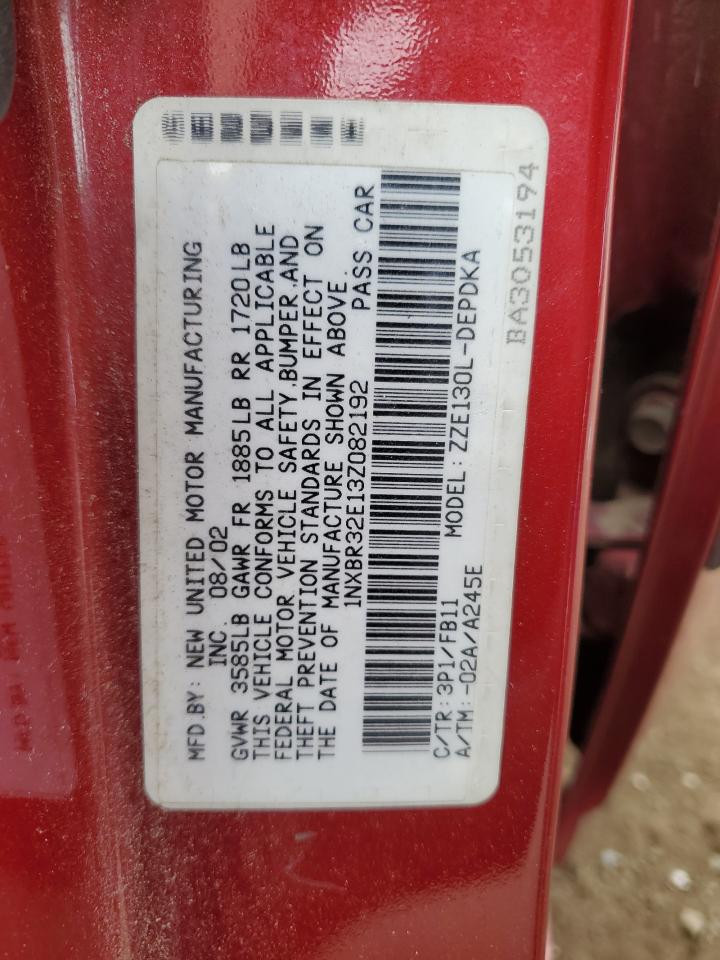 MFD.BY: NEW UNITED MOTOR MANUFACTURING
INC. 08/02
GVWR 3585LB GAWR FR 1885LB RR 1720LB
THIS VEHICLE CONFORMS TO ALL APPLICABLE
FEDERAL MOTOR VEHICLE SAFETY,BUMPER,AND
THEFT PREVENTION STANDARDS IN EFFECT ON
THE DATE OF MANUFACTURE SHOWN ABOVE.
1NXBR32E13Z082192 PASS CAR
C/TR: 3P1/FB11 MODEL: ZZE130L-DEPDKA
A/TM: -02A/A245E
BA3053194